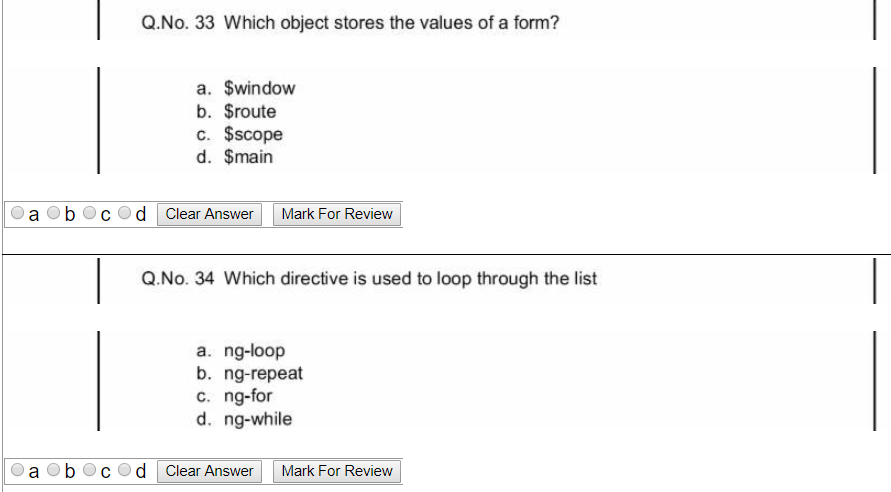 Q.No. 33 Which object stores the values of a form?
a. $window
b. $route
c. $scope
d. $main
a b c d Clear Answer Mark For Review
Q.No. 34 Which directive is used to loop through the list
a. ng-loop
b. ng-repeat
c. ng-for
d. ng-while
a b c d Clear Answer Mark For Review